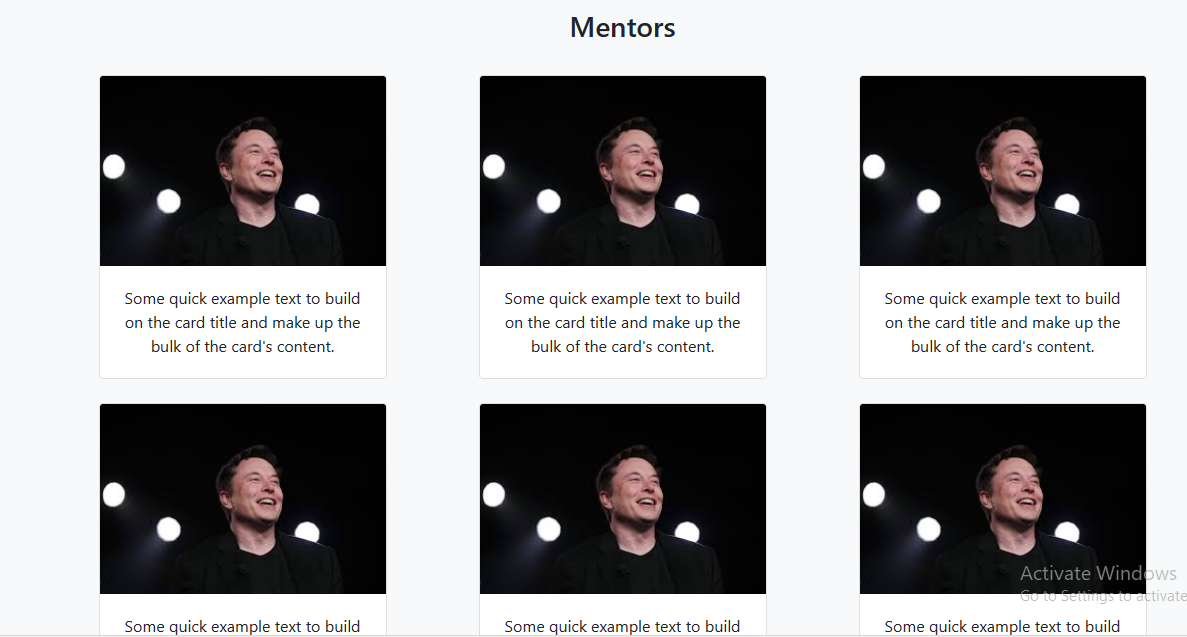 Mentors
Some quick example text to build
on the card title and make up the
bulk of the card's content.
Some quick example text to build
on the card title and make up the
bulk of the card's content.
Some quick example text to build
on the card title and make up the
bulk of the card's content.
Activate Windows
Go to Settings to activate
Some quick example text to build
Some quick example text to build
Some quick example text to build